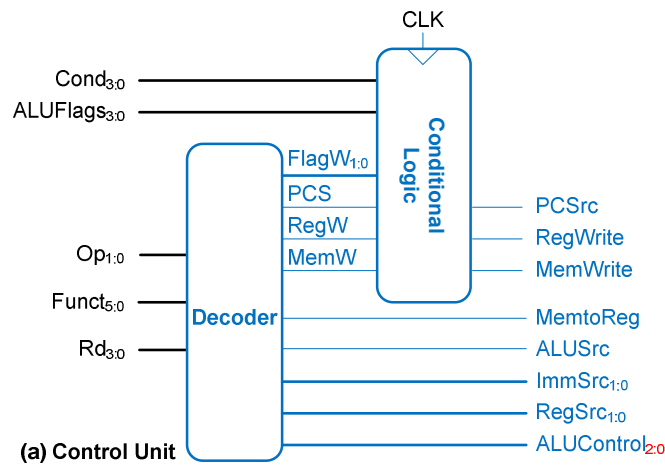 CLK
Cond3:0
ALUFlags3:0
Conditional
Logic
FlagW1:0
PCS
PCSrc
RegW
RegWrite
MemW
MemWrite
Op1:0
Funct5:0
Decoder
MemtoReg
Rd3:0
ALUSrc
ImmSrc1:0
RegSrc1:0
(a) Control Unit
ALUControl2:0